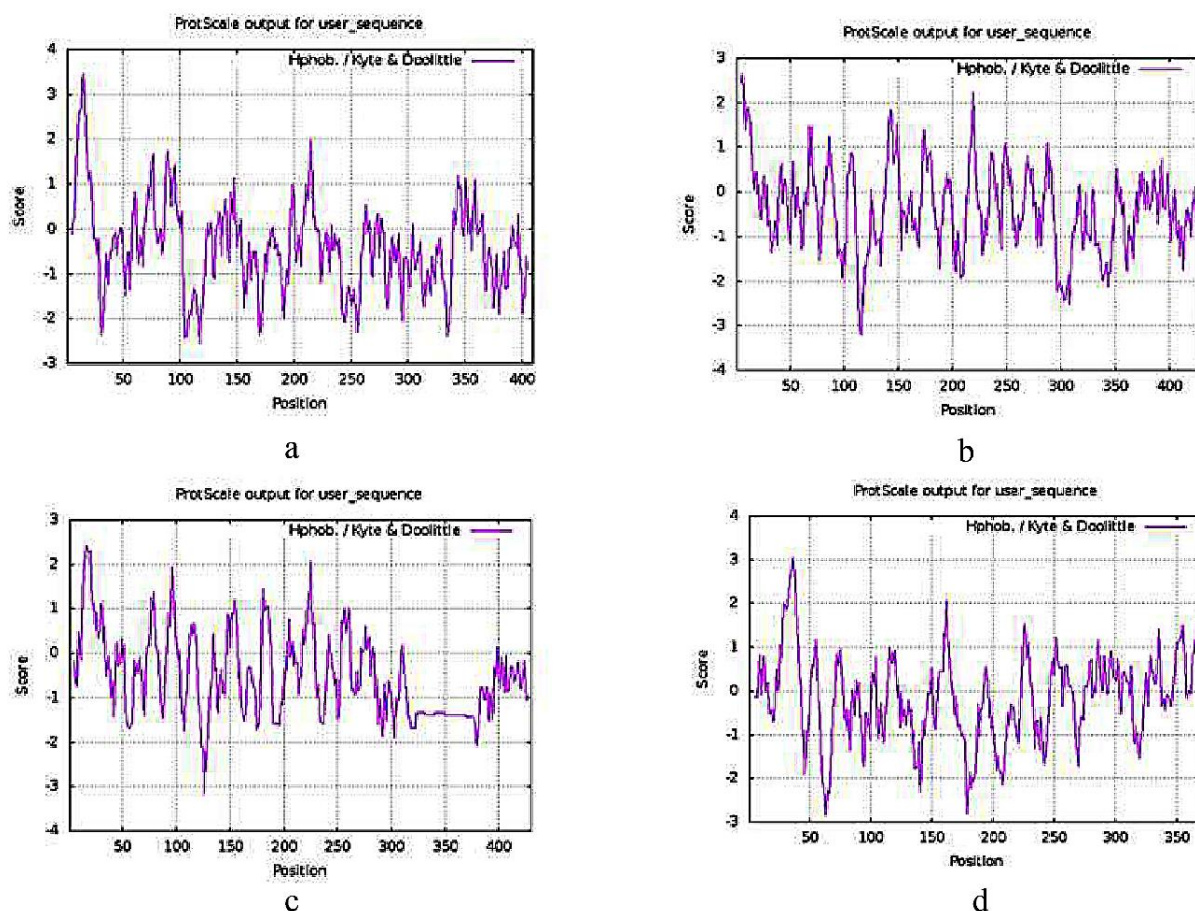 ProtScale output for user_sequence
Hphob. / Kyte & Doolittle
4
3
2
1
0
-1
-2
-3
Score
50 100 150 200 250 300 350 400
Position
a
ProtScale output for user_sequence
Hphob. / Kyte & Doolittle
3
2
1
0
-1
-2
-3
-4
Score
50 100 150 200 250 300 350 400
Position
b
ProtScale output for user_sequence
Hphob. / Kyte & Doolittle
3
2
1
0
-1
-2
-3
-4
Score
50 100 150 200 250 300 350 400
Position
c
ProtScale output for user_sequence
Hphob. / Kyte & Doolittle
4
3
2
1
0
-1
-2
-3
Score
50 100 150 200 250 300 350
Position
d